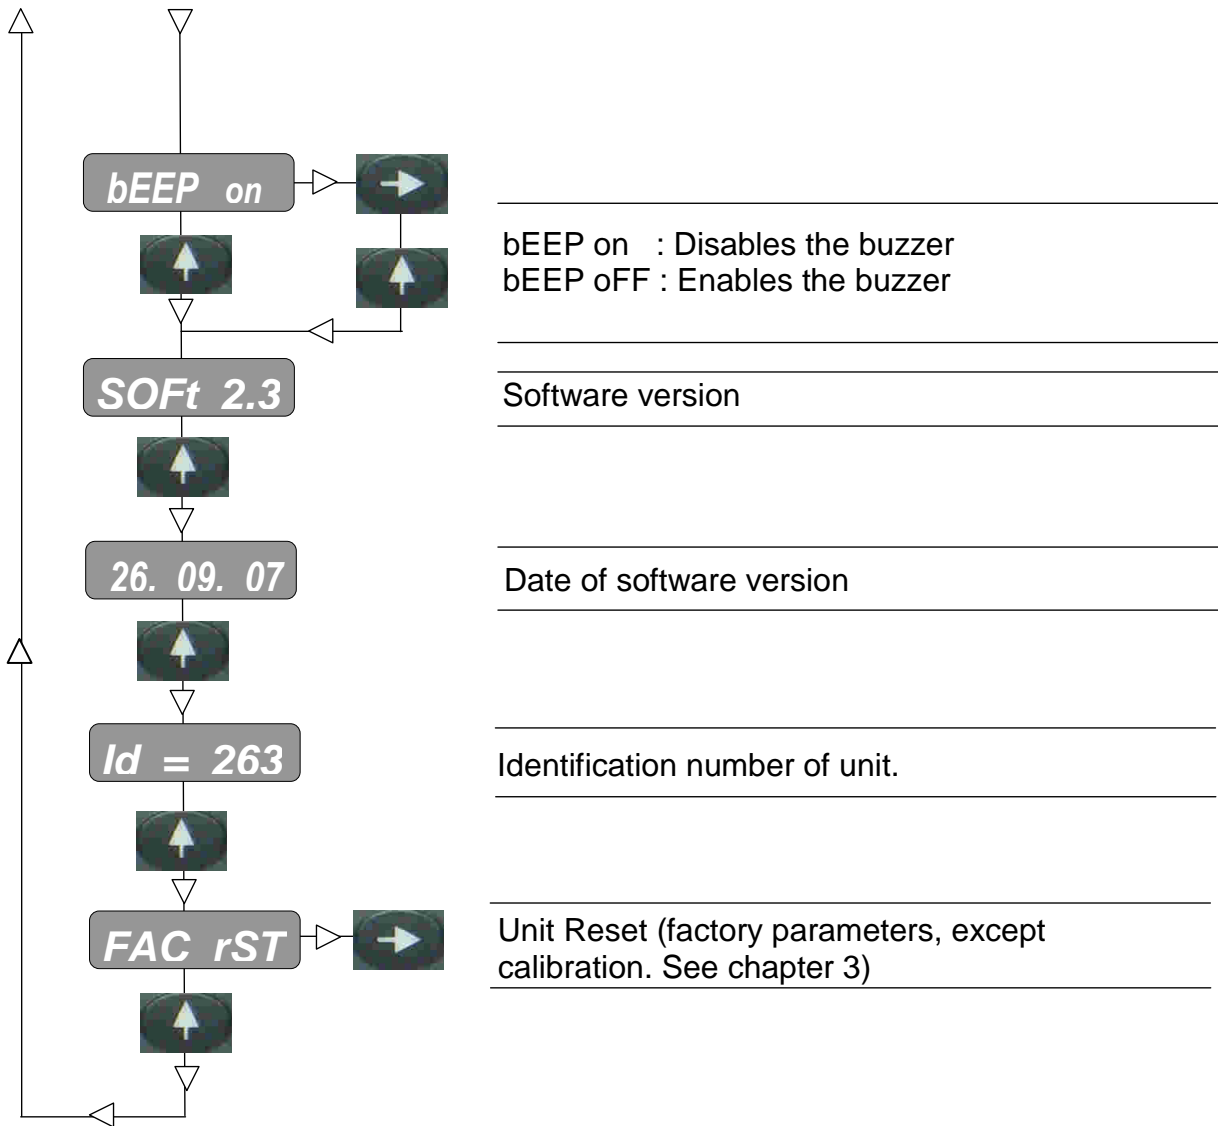 bEEP on
bEEP on : Disables the buzzer
bEEP oFF : Enables the buzzer
SOFt 2.3
Software version
26. 09. 07
Date of software version
Id = 263
Identification number of unit.
FAC rST
Unit Reset (factory parameters, except
calibration. See chapter 3)